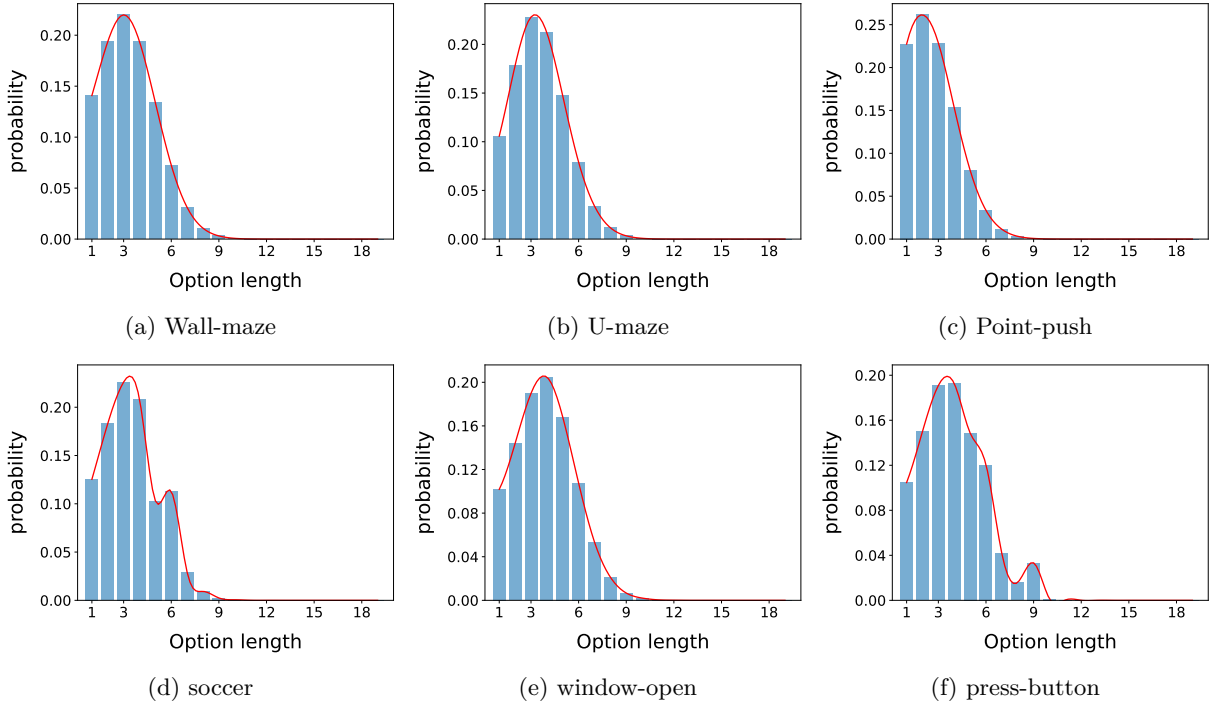 probability
0.20
0.15
0.10
0.05
0.00
1 3 6 9 12 15 18
Option length
(a) Wall-maze
probability
0.20
0.15
0.10
0.05
0.00
1 3 6 9 12 15 18
Option length
(b) U-maze
probability
0.25
0.20
0.15
0.10
0.05
0.00
1 3 6 9 12 15 18
Option length
(c) Point-push
probability
0.20
0.15
0.10
0.05
0.00
1 3 6 9 12 15 18
Option length
(d) soccer
probability
0.20
0.16
0.12
0.08
0.04
0.00
1 3 6 9 12 15 18
Option length
(e) window-open
probability
0.20
0.16
0.12
0.08
0.04
0.00
1 3 6 9 12 15 18
Option length
(f) press-button